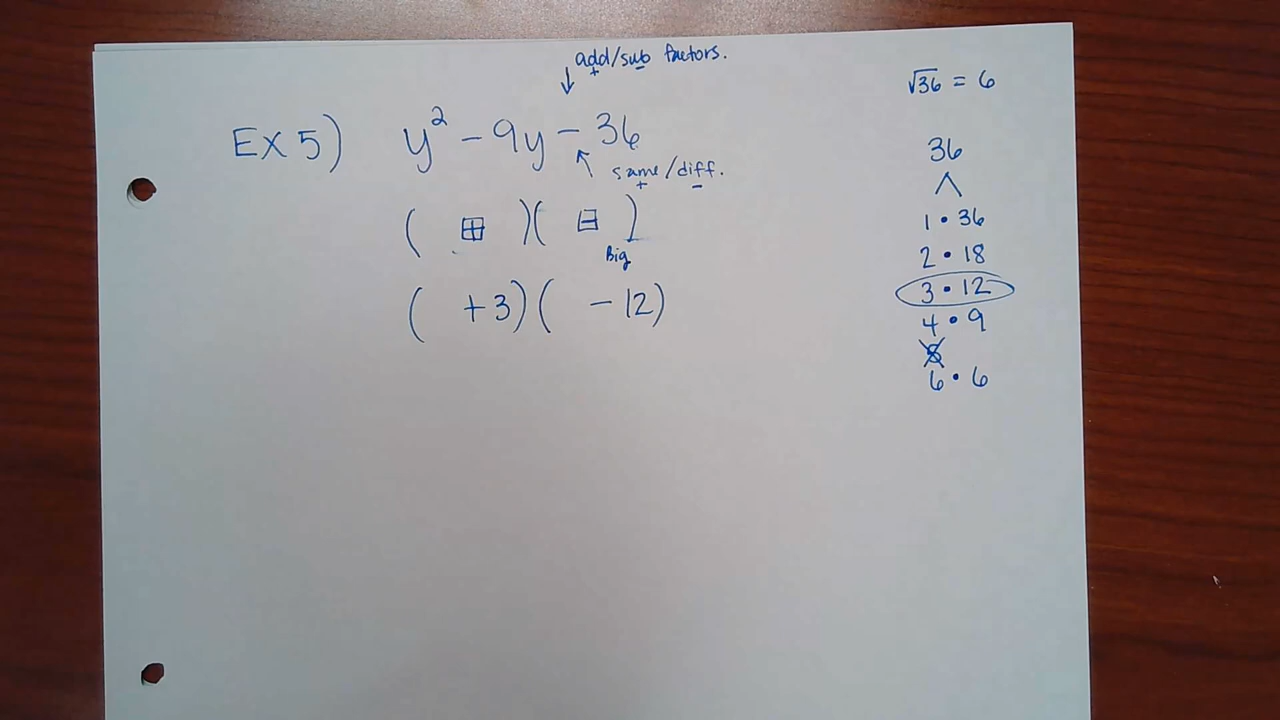 add/sub factors.
+ −
EX 5) y² − 9y − 36
same/diff.
+ −
( + )( − )
Big
( +3)( − 12)
√36 = 6
36
1 • 36
2 • 18
3 • 12
4 • 9
5
6 • 6